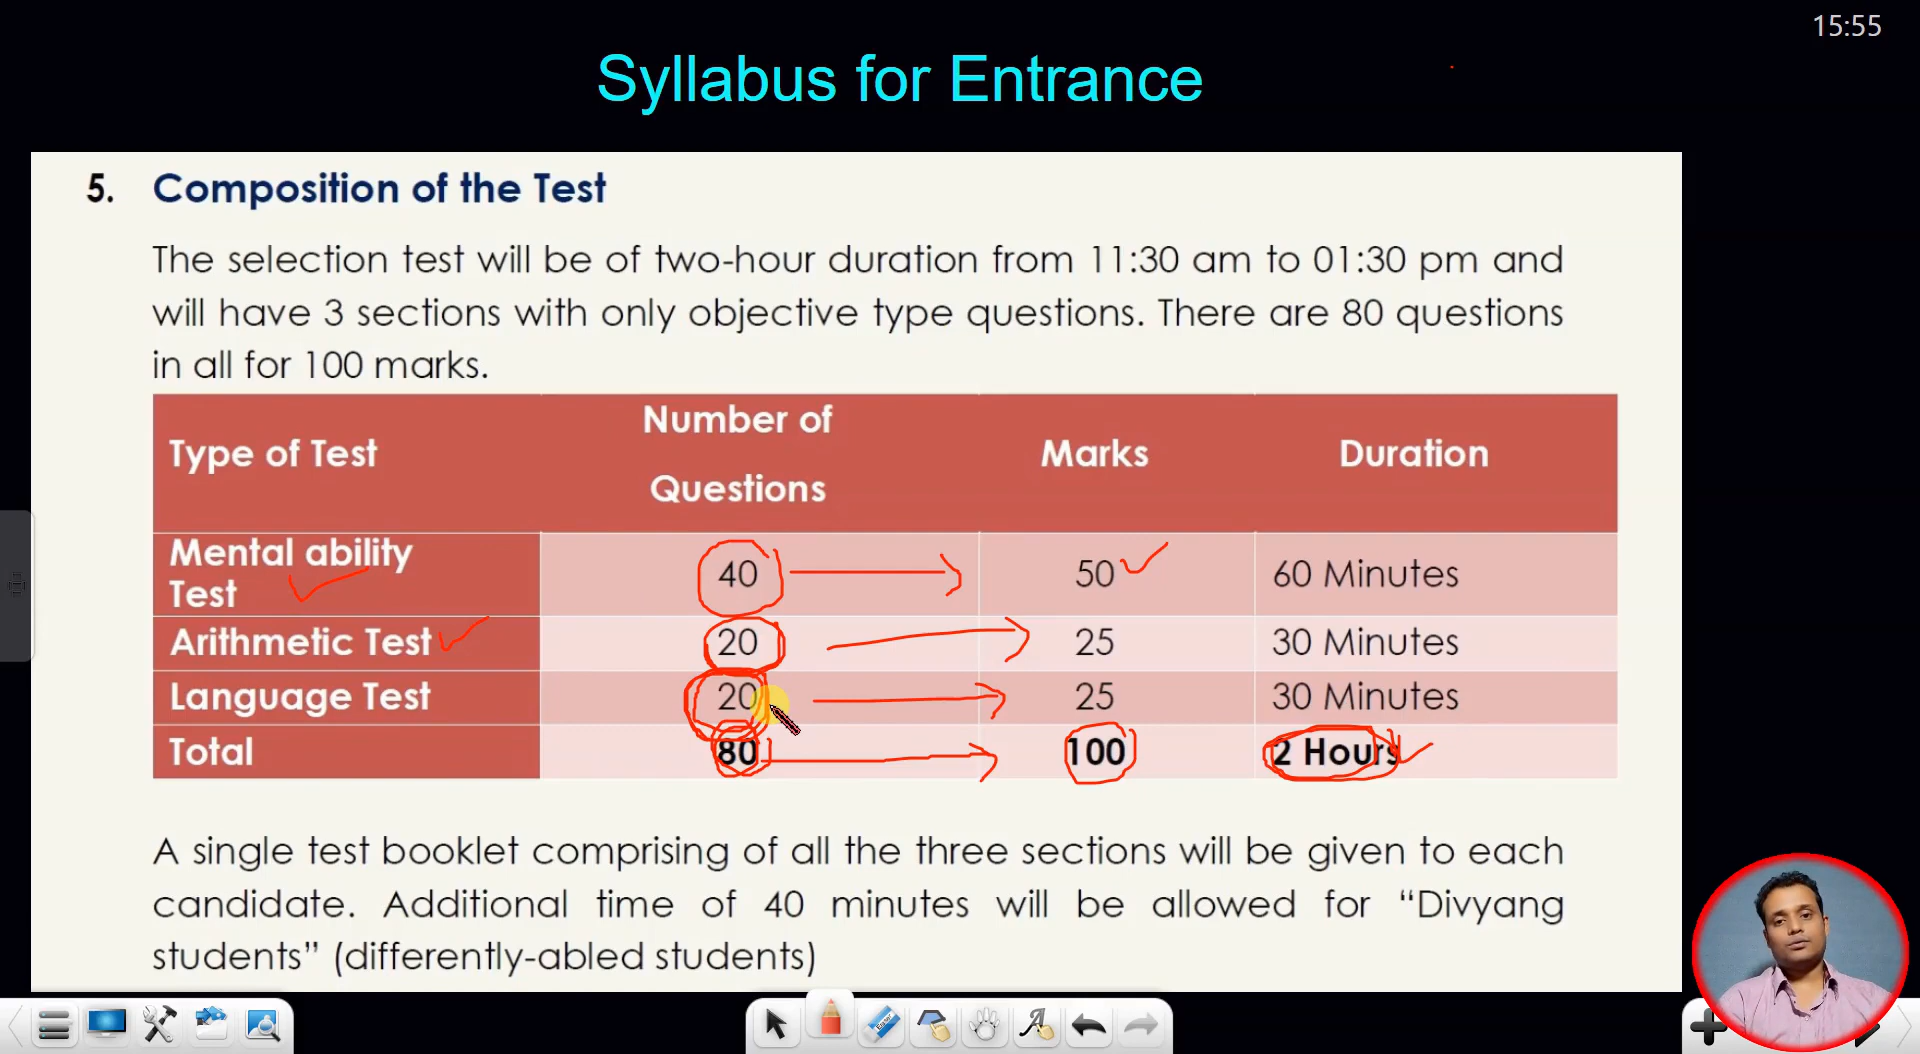 15:55
Syllabus for Entrance
5. Composition of the Test
The selection test will be of two-hour duration from 11:30 am to 01:30 pm and
will have 3 sections with only objective type questions. There are 80 questions
in all for 100 marks.
Type of Test Number of Questions Marks Duration
Mental ability Test 40 50 60 Minutes
Arithmetic Test 20 25 30 Minutes
Language Test 20 25 30 Minutes
Total 80 100 2 Hours
A single test booklet comprising of all the three sections will be given to each
candidate. Additional time of 40 minutes will be allowed for “Divyang
students” (differently-abled students)